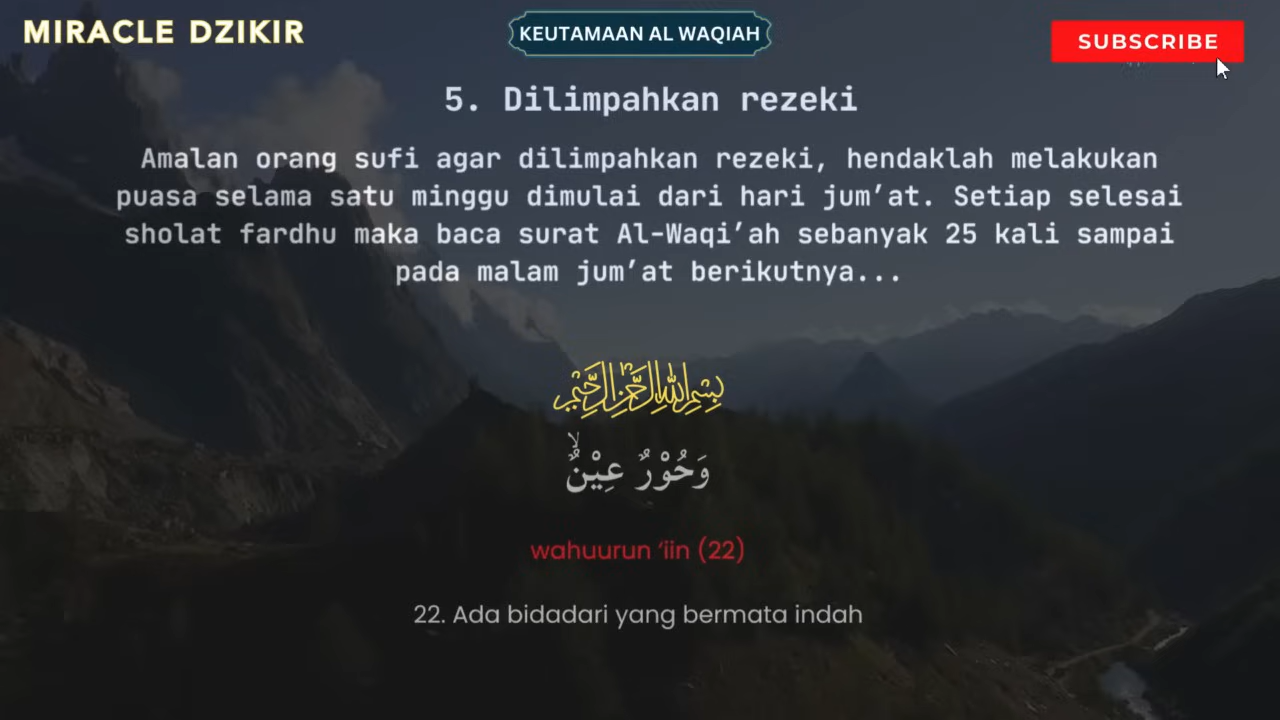 MIRACLE DZIKIR
KEUTAMAAN AL WAQIAH
SUBSCRIBE
5. Dilimpahkan rezeki
Amalan orang sufi agar dilimpahkan rezeki, hendaklah melakukan
puasa selama satu minggu dimulai dari hari jum’at. Setiap selesai
sholat fardhu maka baca surat Al-Waqi’ah sebanyak 25 kali sampai
pada malam jum’at berikutnya...
بِسْمِ اللّٰهِ الرَّحْمٰنِ الرَّحِيْمِ
وَحُوْرٌ عِيْنٌۙ
wahuurun ‘iin (22)
22. Ada bidadari yang bermata indah